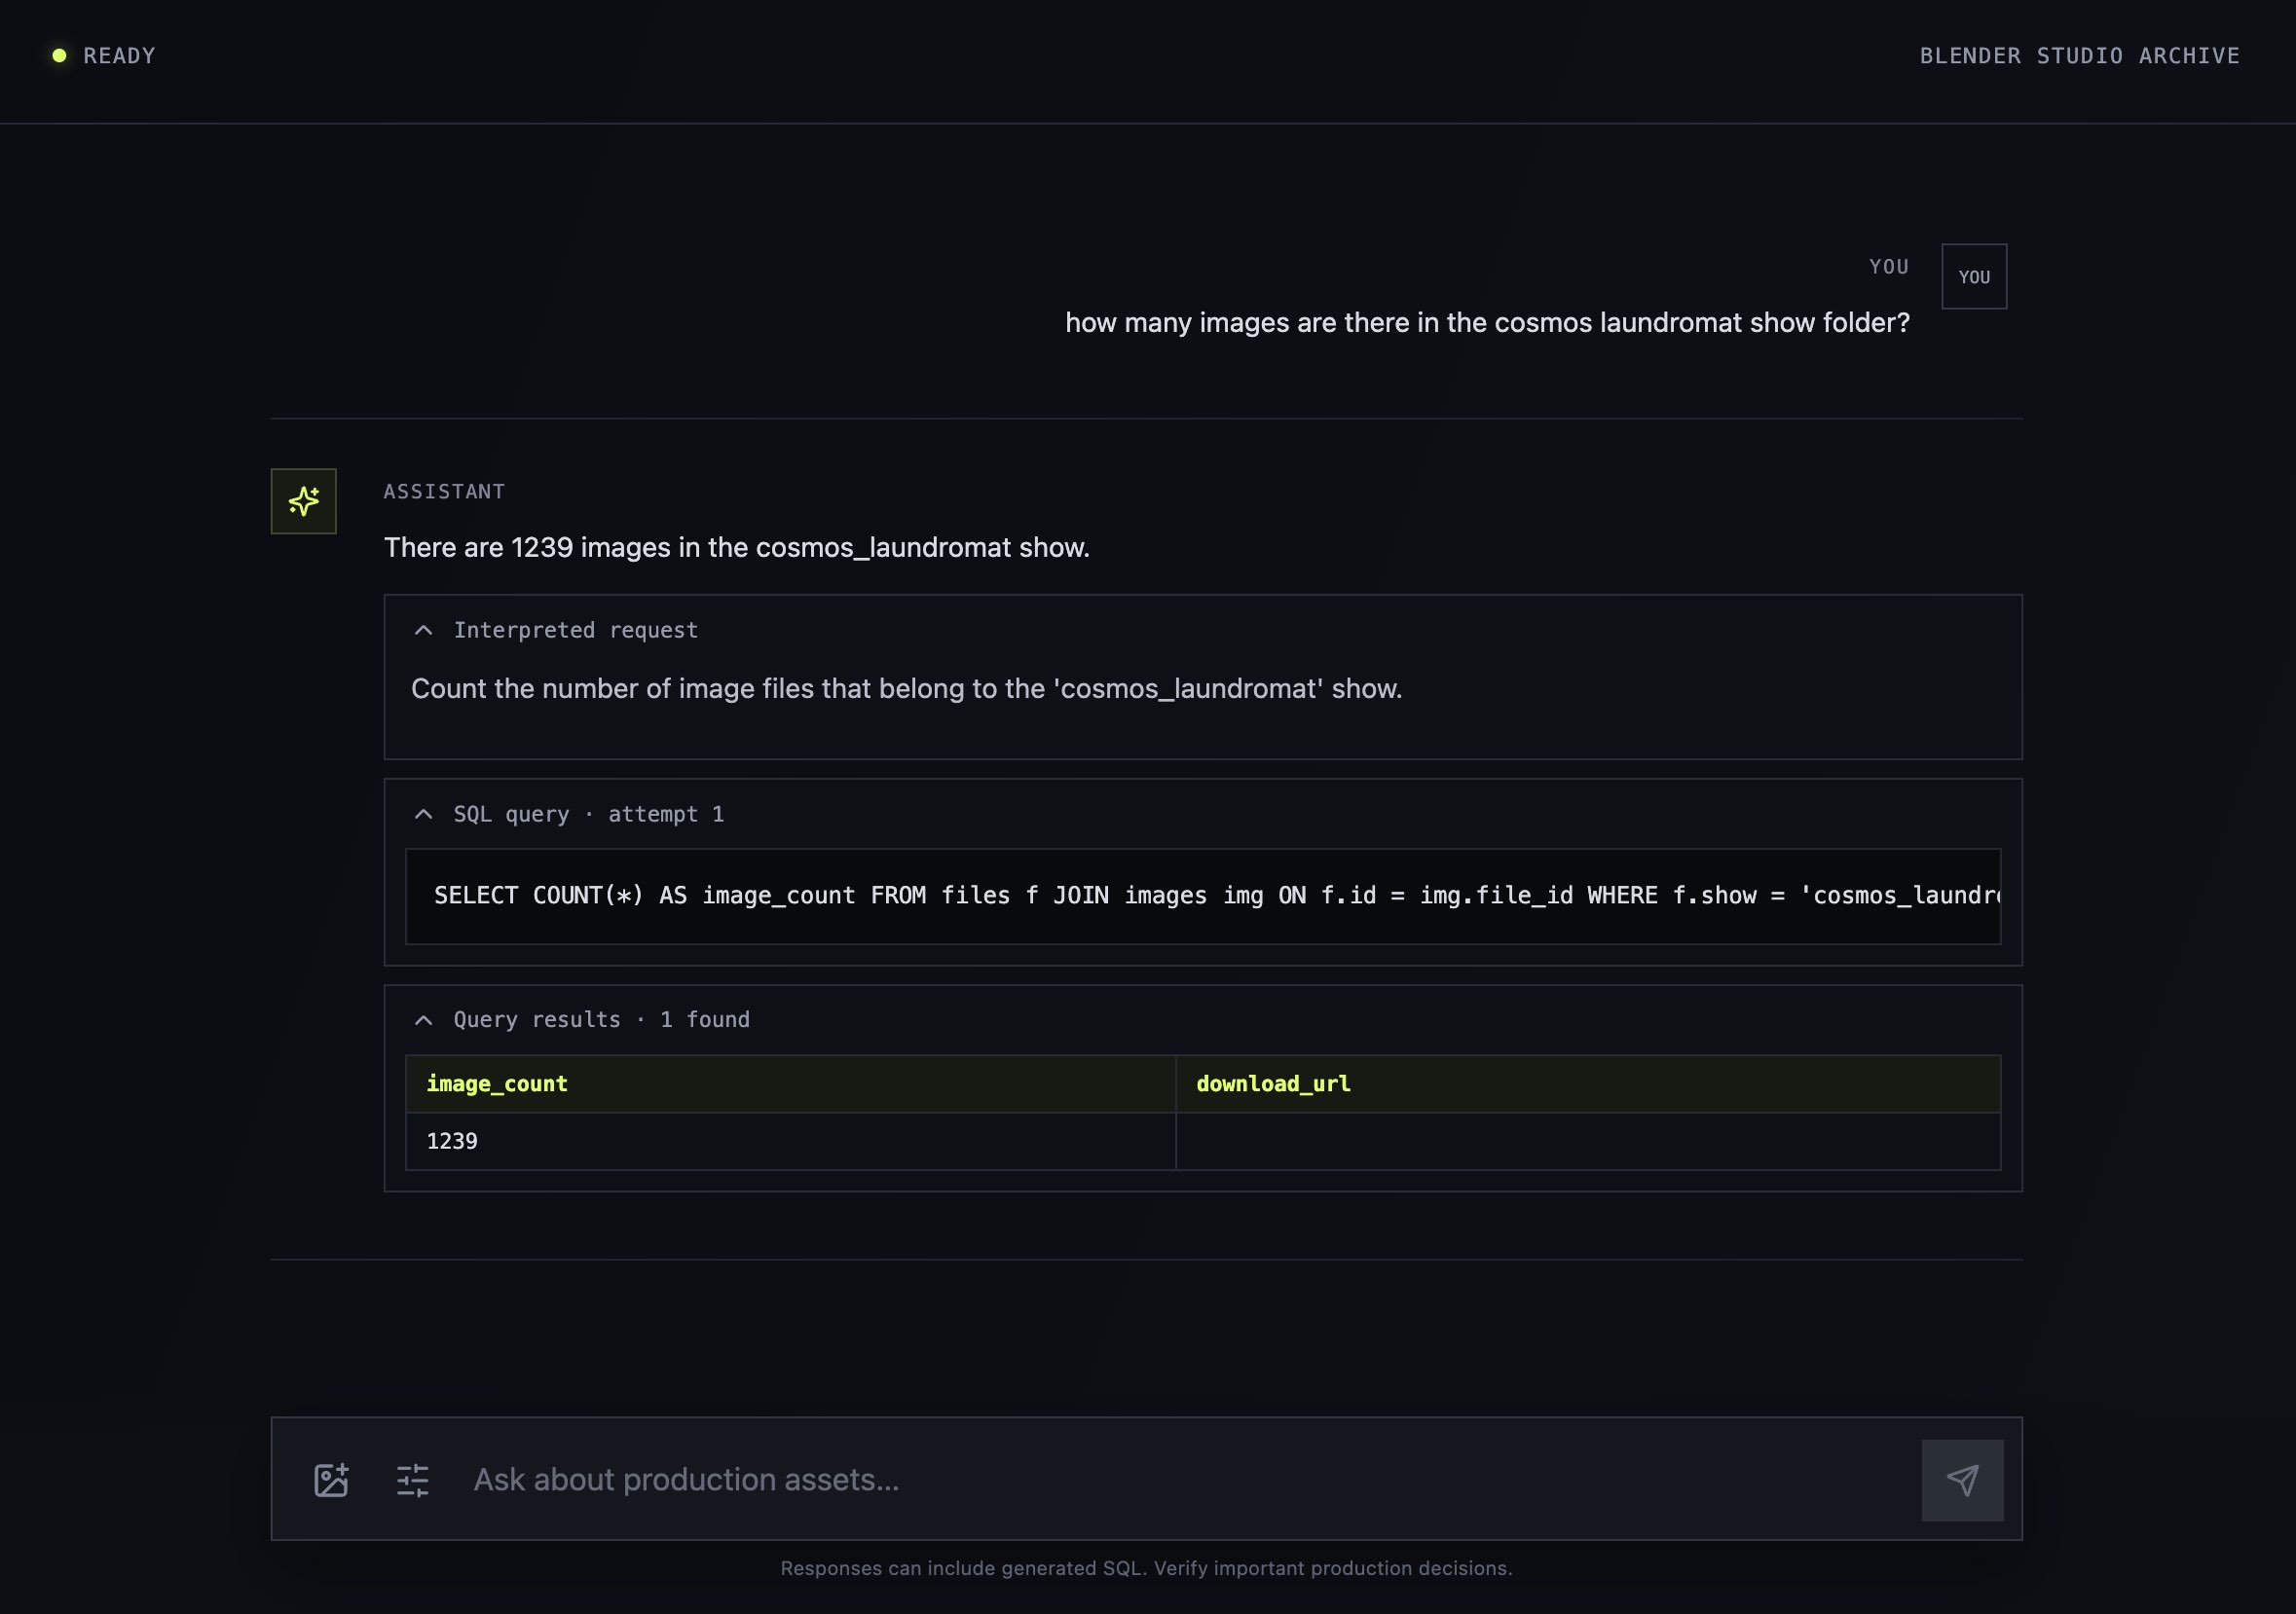 READY
BLENDER STUDIO ARCHIVE
YOU
YOU
how many images are there in the cosmos laundromat show folder?
ASSISTANT
There are 1239 images in the cosmos_laundromat show.
Interpreted request
Count the number of image files that belong to the 'cosmos_laundromat' show.
SQL query · attempt 1
SELECT COUNT(*) AS image_count FROM files f JOIN images img ON f.id = img.file_id WHERE f.show = 'cosmos_laundr
Query results · 1 found
image_count download_url
1239
Ask about production assets...
Responses can include generated SQL. Verify important production decisions.